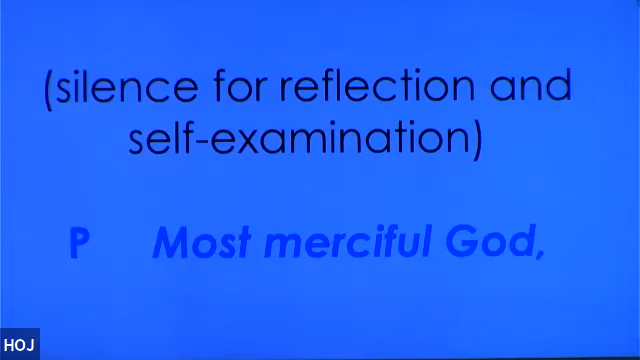 (silence for reflection and
self-examination)
P Most merciful God,
HOJ